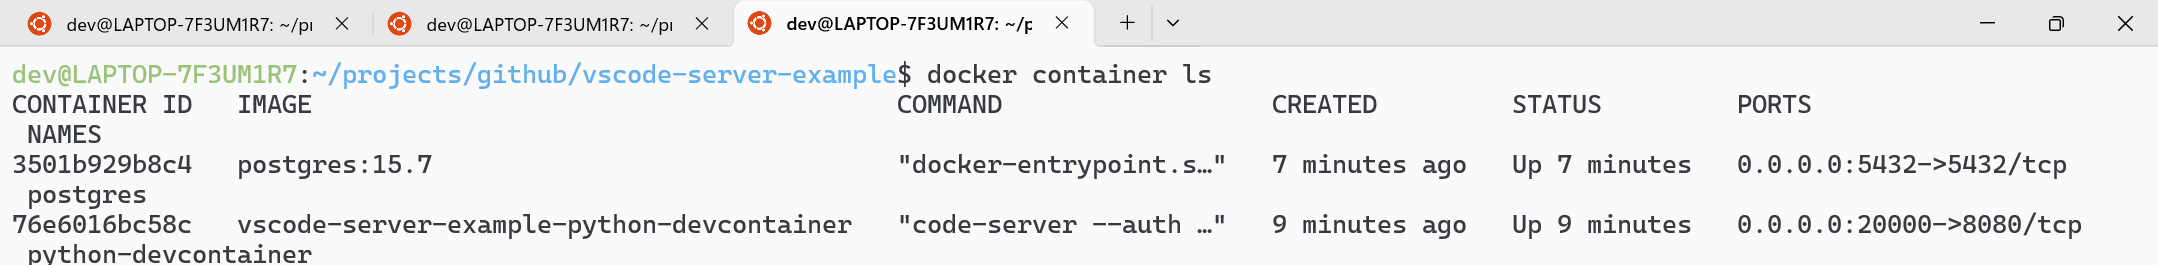 dev@LAPTOP-7F3UM1R7: ~/pr dev@LAPTOP-7F3UM1R7: ~/pr dev@LAPTOP-7F3UM1R7: ~/p
dev@LAPTOP-7F3UM1R7:~/projects/github/vscode-server-example$ docker container ls
CONTAINER ID   IMAGE                                       COMMAND                  CREATED         STATUS         PORTS
 NAMES
3501b929b8c4   postgres:15.7                               "docker-entrypoint.s…"   7 minutes ago   Up 7 minutes   0.0.0.0:5432->5432/tcp
 postgres
76e6016bc58c   vscode-server-example-python-devcontainer   "code-server --auth …"   9 minutes ago   Up 9 minutes   0.0.0.0:20000->8080/tcp
 python-devcontainer